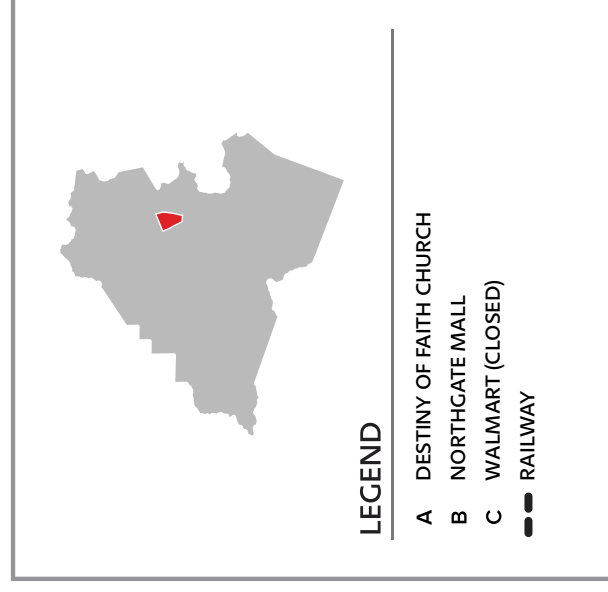 LEGEND
A DESTINY OF FAITH CHURCH
B NORTHGATE MALL
C WALMART (CLOSED)
RAILWAY